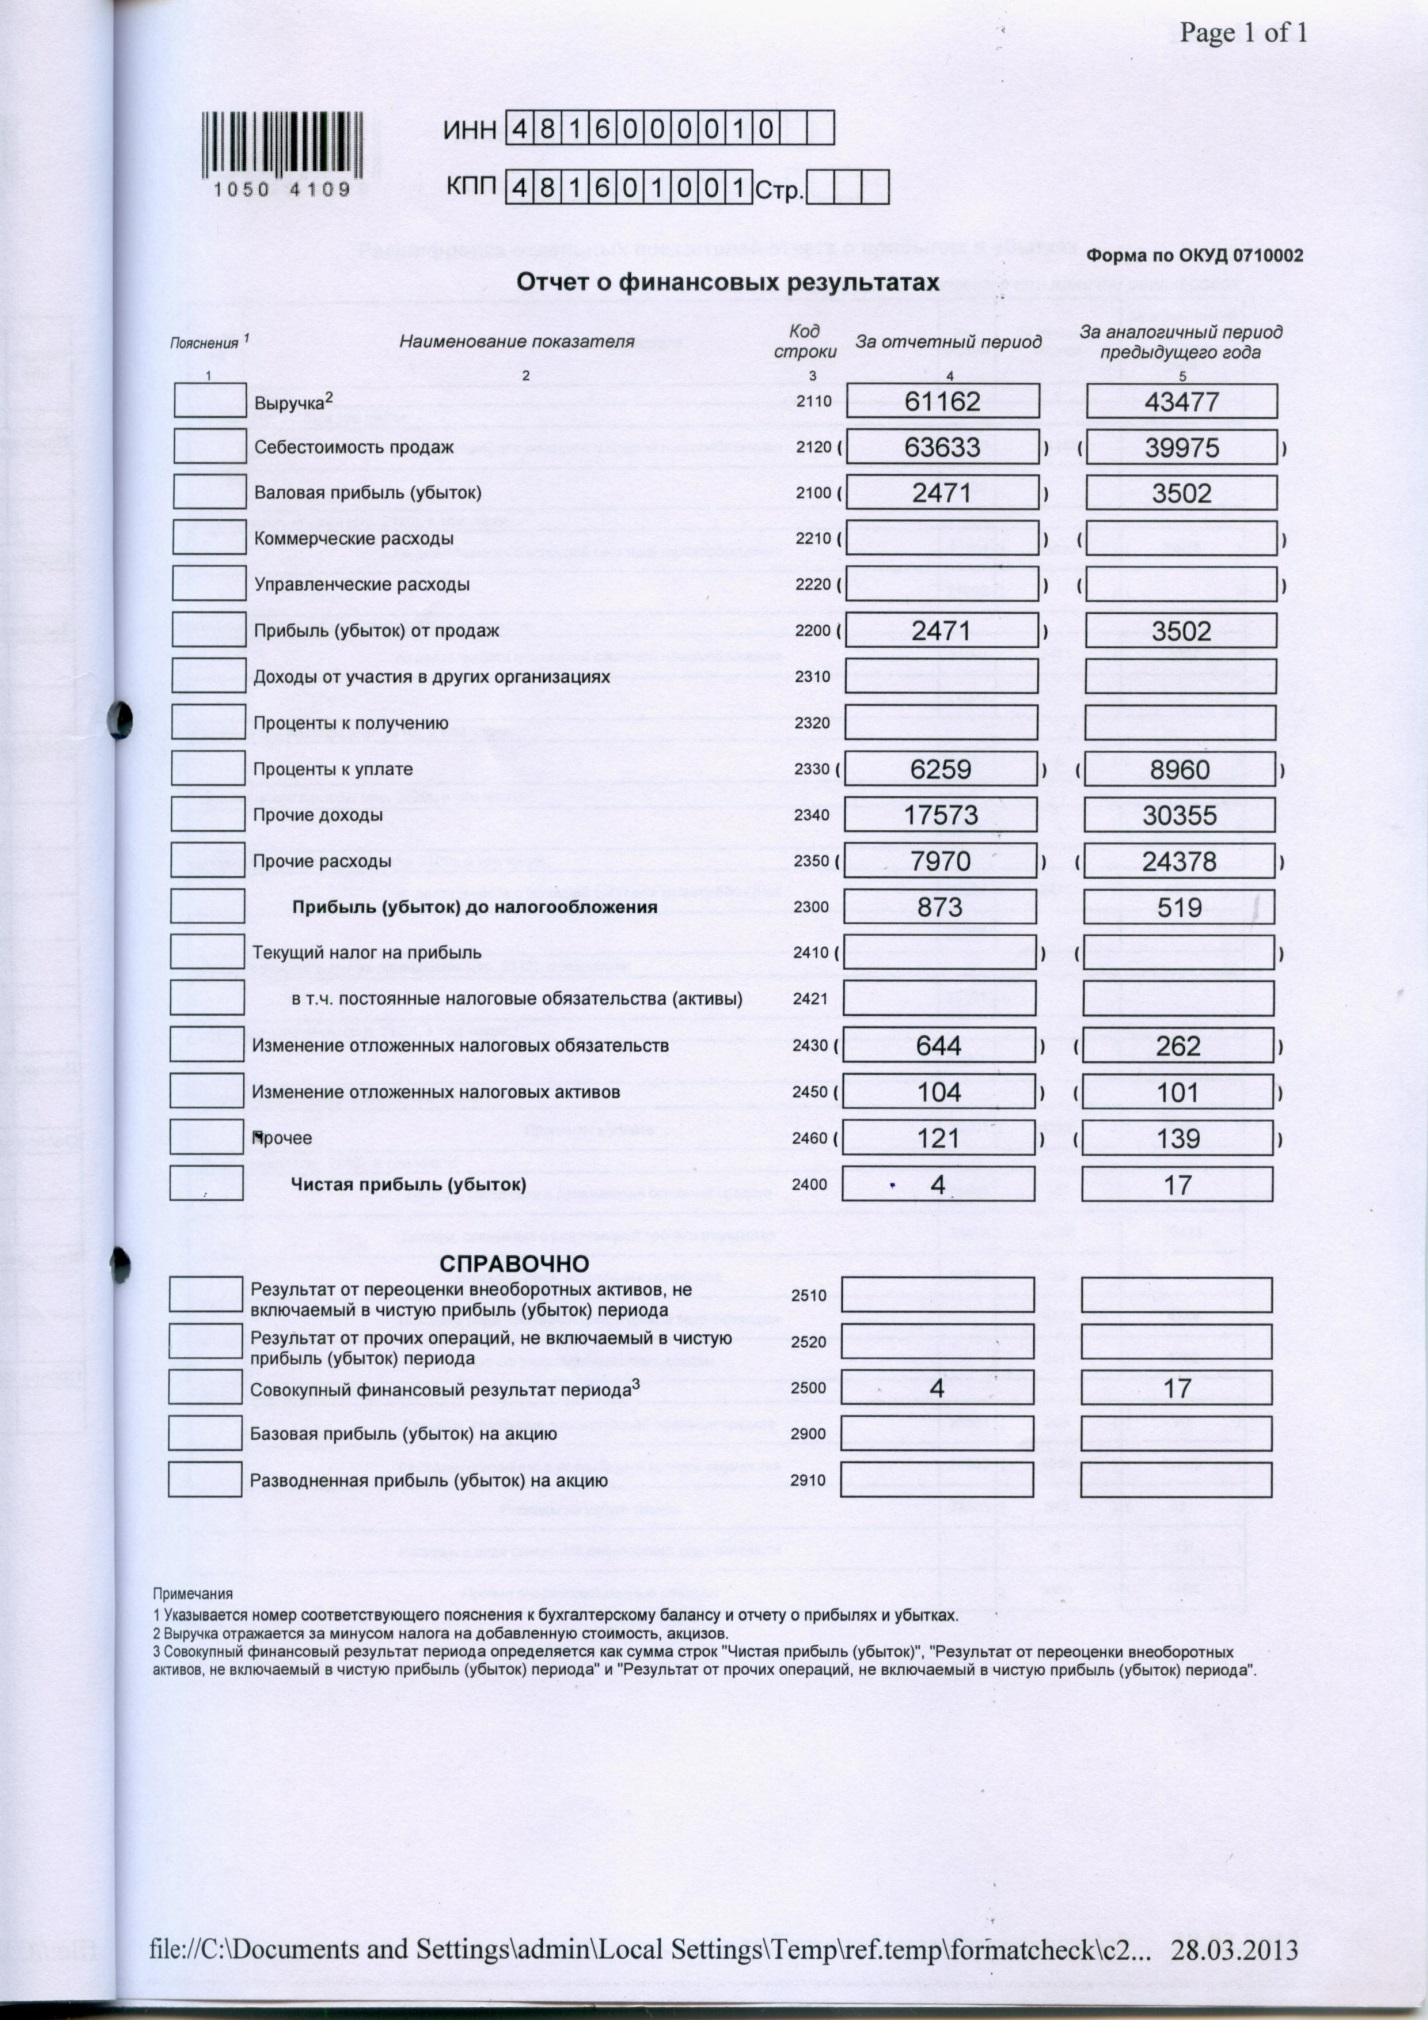 Page 1 of 1
ИНН 4816000010
1050 4109
КПП 481601001 Стр.
Форма по ОКУД 0710002
Отчет о финансовых результатах
Пояснения 1 Наименование показателя Код строки За отчетный период За аналогичный период предыдущего года
1 2 3 4 5
Выручка2 2110 61162 43477
Себестоимость продаж 2120 ( 63633 ) ( 39975 )
Валовая прибыль (убыток) 2100 ( 2471 ) 3502
Коммерческие расходы 2210 ( ) ( )
Управленческие расходы 2220 ( ) ( )
Прибыль (убыток) от продаж 2200 ( 2471 ) 3502
Доходы от участия в других организациях 2310
Проценты к получению 2320
Проценты к уплате 2330 ( 6259 ) ( 8960 )
Прочие доходы 2340 17573 30355
Прочие расходы 2350 ( 7970 ) ( 24378 )
Прибыль (убыток) до налогообложения 2300 873 519
Текущий налог на прибыль 2410 ( ) ( )
в т.ч. постоянные налоговые обязательства (активы) 2421
Изменение отложенных налоговых обязательств 2430 ( 644 ) ( 262 )
Изменение отложенных налоговых активов 2450 ( 104 ) ( 101 )
Прочее 2460 ( 121 ) ( 139 )
Чистая прибыль (убыток) 2400 4 17
СПРАВОЧНО
Результат от переоценки внеоборотных активов, не
включаемый в чистую прибыль (убыток) периода 2510
Результат от прочих операций, не включаемый в чистую
прибыль (убыток) периода 2520
Совокупный финансовый результат периода3 2500 4 17
Базовая прибыль (убыток) на акцию 2900
Разводненная прибыль (убыток) на акцию 2910
Примечания
1 Указывается номер соответствующего пояснения к бухгалтерскому балансу и отчету о прибылях и убытках.
2 Выручка отражается за минусом налога на добавленную стоимость, акцизов.
3 Совокупный финансовый результат периода определяется как сумма строк "Чистая прибыль (убыток)", "Результат от переоценки внеоборотных
активов, не включаемый в чистую прибыль (убыток) периода" и "Результат от прочих операций, не включаемый в чистую прибыль (убыток) периода".
file://C:\Documents and Settings\admin\Local Settings\Temp\ref.temp\formatcheck\c2... 28.03.2013